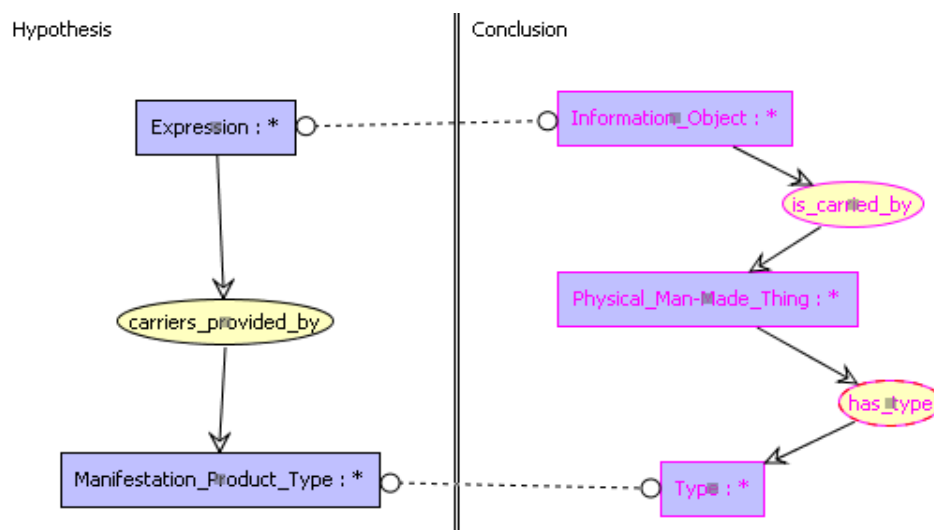 Hypothesis
Conclusion
Expression : *
Information_Object : *
is_carried_by
Physical_Man-Made_Thing : *
carriers_provided_by
has_type
Manifestation_Product_Type : *
Type : *